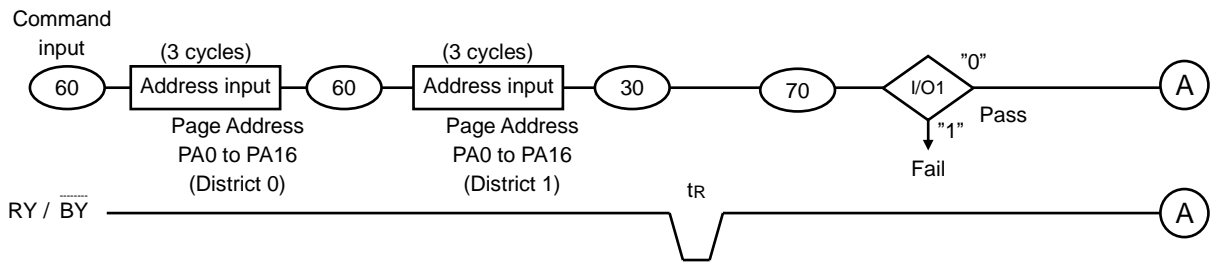 Command
input
(3 cycles)
(3 cycles)
60
Address input
60
Address input
30
70
I/O1
"0"
A
Page Address
PA0 to PA16
(District 0)
Page Address
PA0 to PA16
(District 1)
"1"
Pass
Fail
tR
RY / BY
A